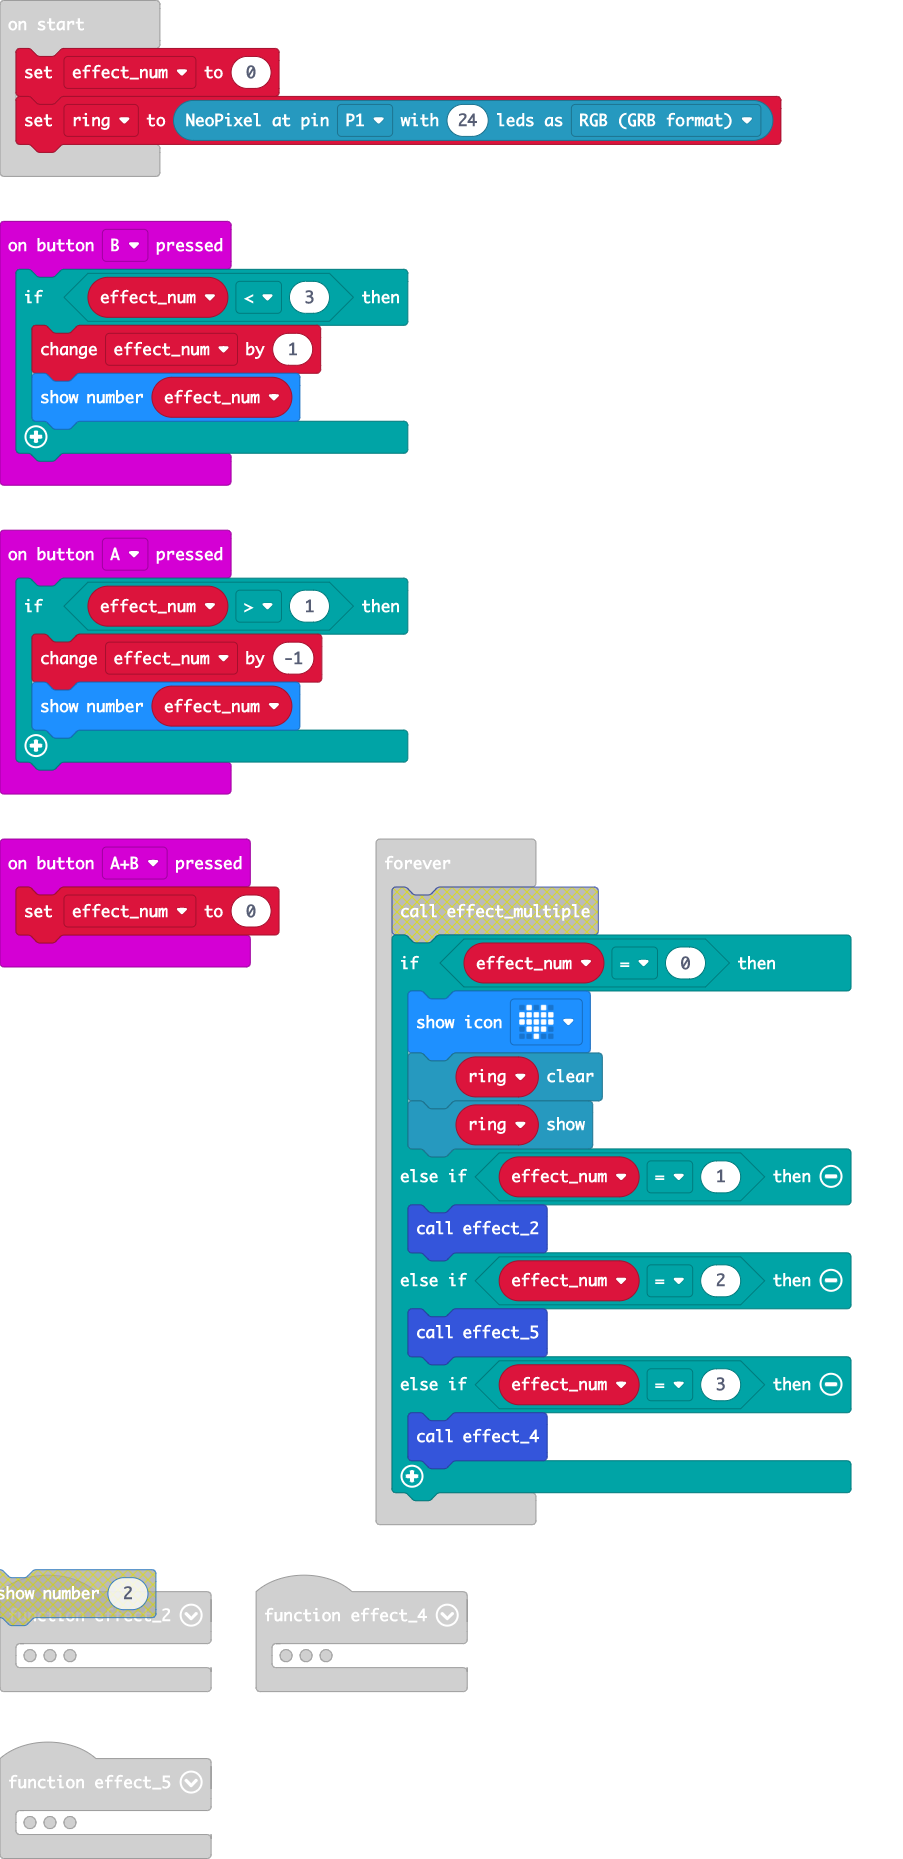 on start
set effect_num to 0
set ring to NeoPixel at pin P1 with 24 leds as RGB (GRB format)
on button B pressed
if effect_num < 3 then
change effect_num by 1
show number effect_num
on button A pressed
if effect_num > 1 then
change effect_num by -1
show number effect_num
on button A+B pressed
set effect_num to 0
forever
call effect_multiple
if effect_num = 0 then
show icon
ring clear
ring show
else if effect_num = 1 then
call effect_2
else if effect_num = 2 then
call effect_5
else if effect_num = 3 then
call effect_4
show number 2
function effect_2
function effect_4
function effect_5